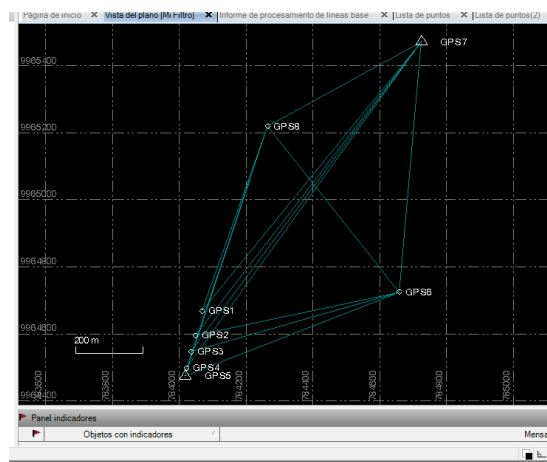 Página de inicio Vista del plano [Mi Filtro] Informe de procesamiento de líneas base Lista de puntos Lista de puntos(2)
GPS7
9965400
GPS8
9965200
9965000
9964800
GPS6
GPS1
9964600
GPS2
200 m
GPS3
GPS4
GPS5
9964400
783600 783800 784000 784200 784400 784600 784800 785000
Panel indicadores
Objetos con indicadores Mensa